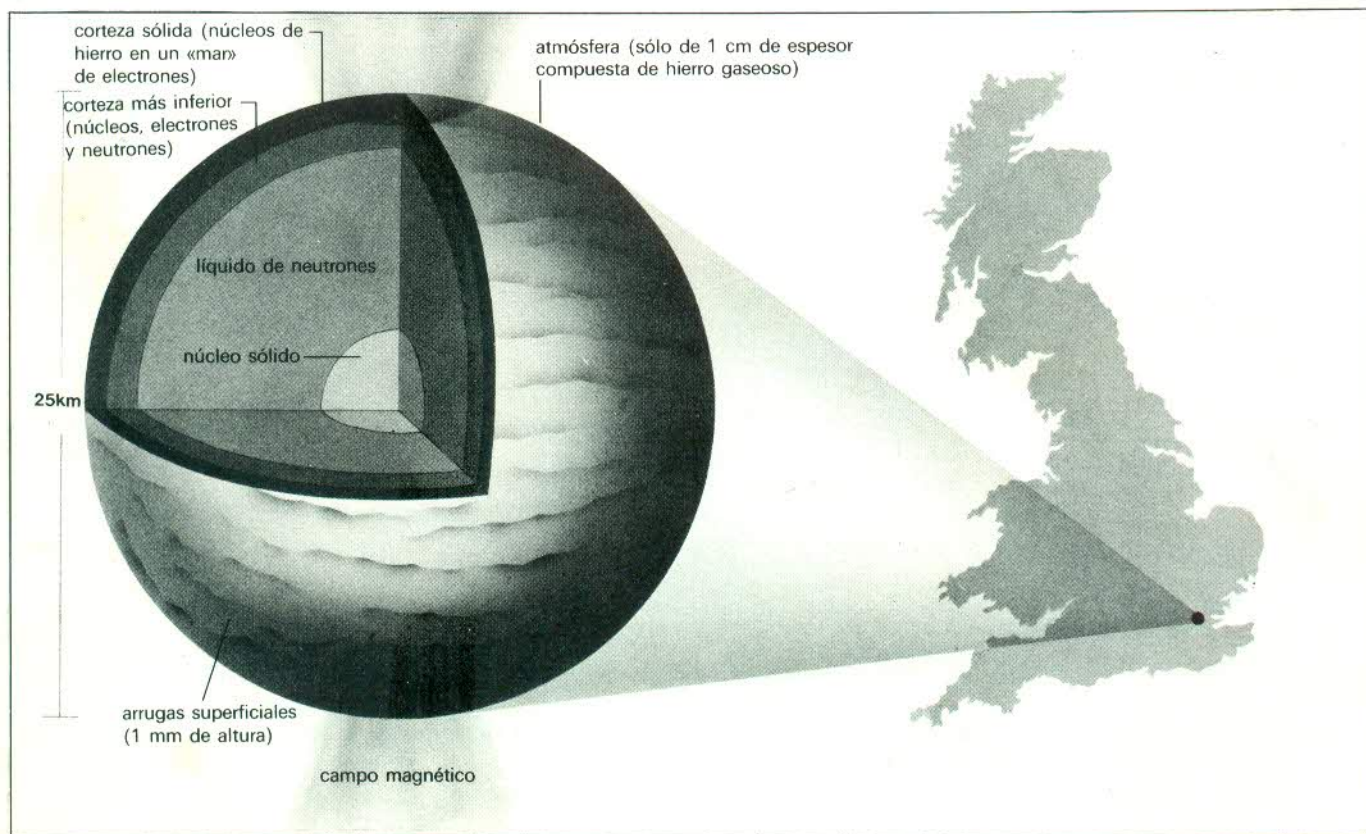 corteza sólida (núcleos de
hierro en un «mar»
de electrones)
corteza más inferior
(núcleos, electrones
y neutrones)
atmósfera (sólo de 1 cm de espesor
compuesta de hierro gaseoso)
líquido de neutrones
núcleo sólido
25km
arrugas superficiales
(1 mm de altura)
campo magnético